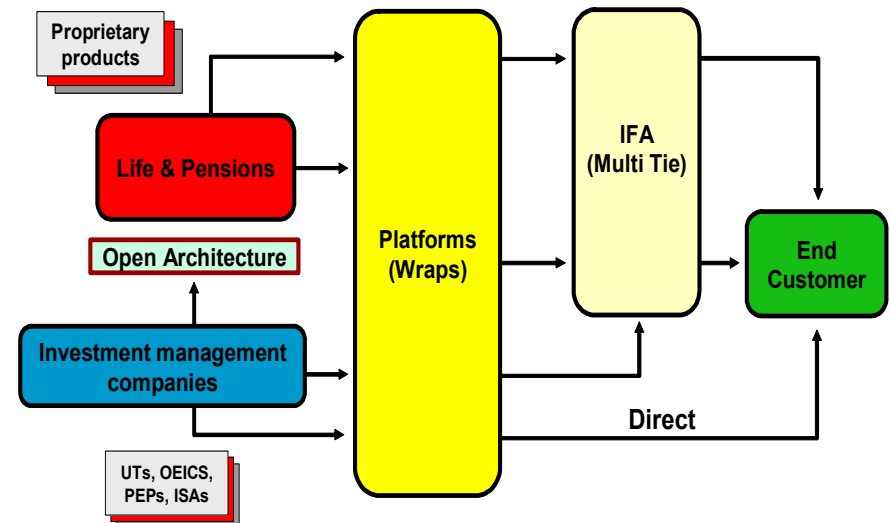 Proprietary
products
Life & Pensions
Open Architecture
Investment management
companies
UTs, OEICS,
PEPs, ISAs
Platforms
(Wraps)
IFA
(Multi Tie)
End
Customer
Direct